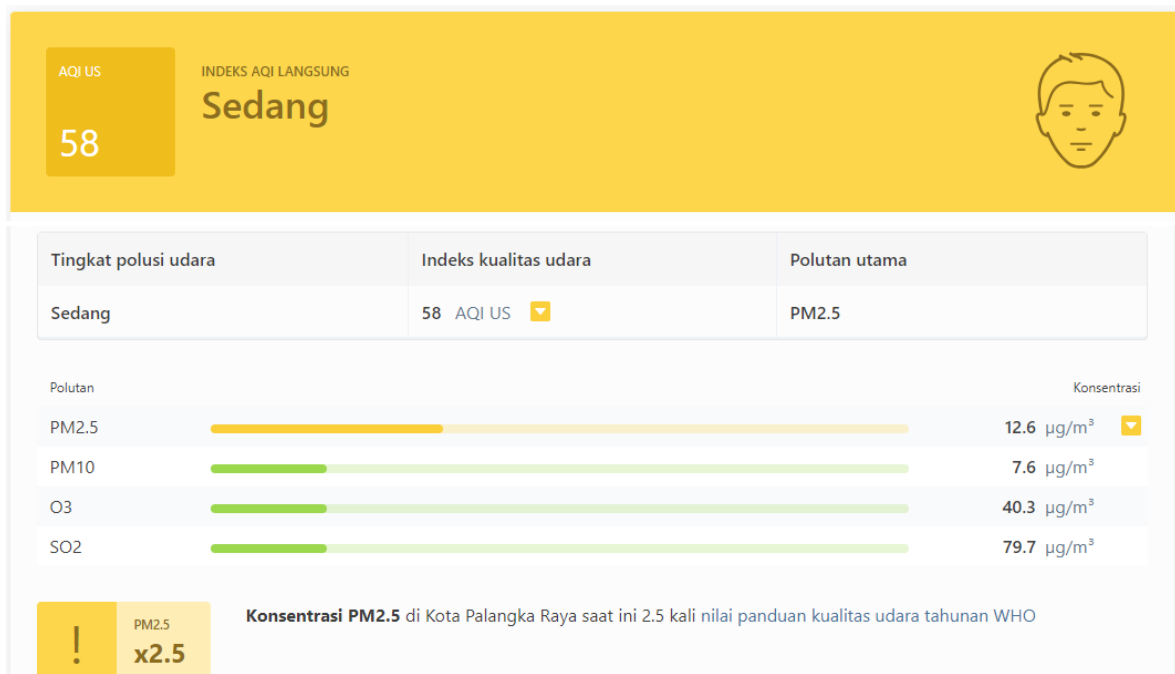 AQI US
58
INDEKS AQI LANGSUNG
Sedang
Tingkat polusi udara Indeks kualitas udara Polutan utama
Sedang 58 AQI US PM2.5
Polutan Konsentrasi
PM2.5 12.6 µg/m³
PM10 7.6 µg/m³
O3 40.3 µg/m³
SO2 79.7 µg/m³
!
PM2.5
x2.5
Konsentrasi PM2.5 di Kota Palangka Raya saat ini 2.5 kali nilai panduan kualitas udara tahunan WHO